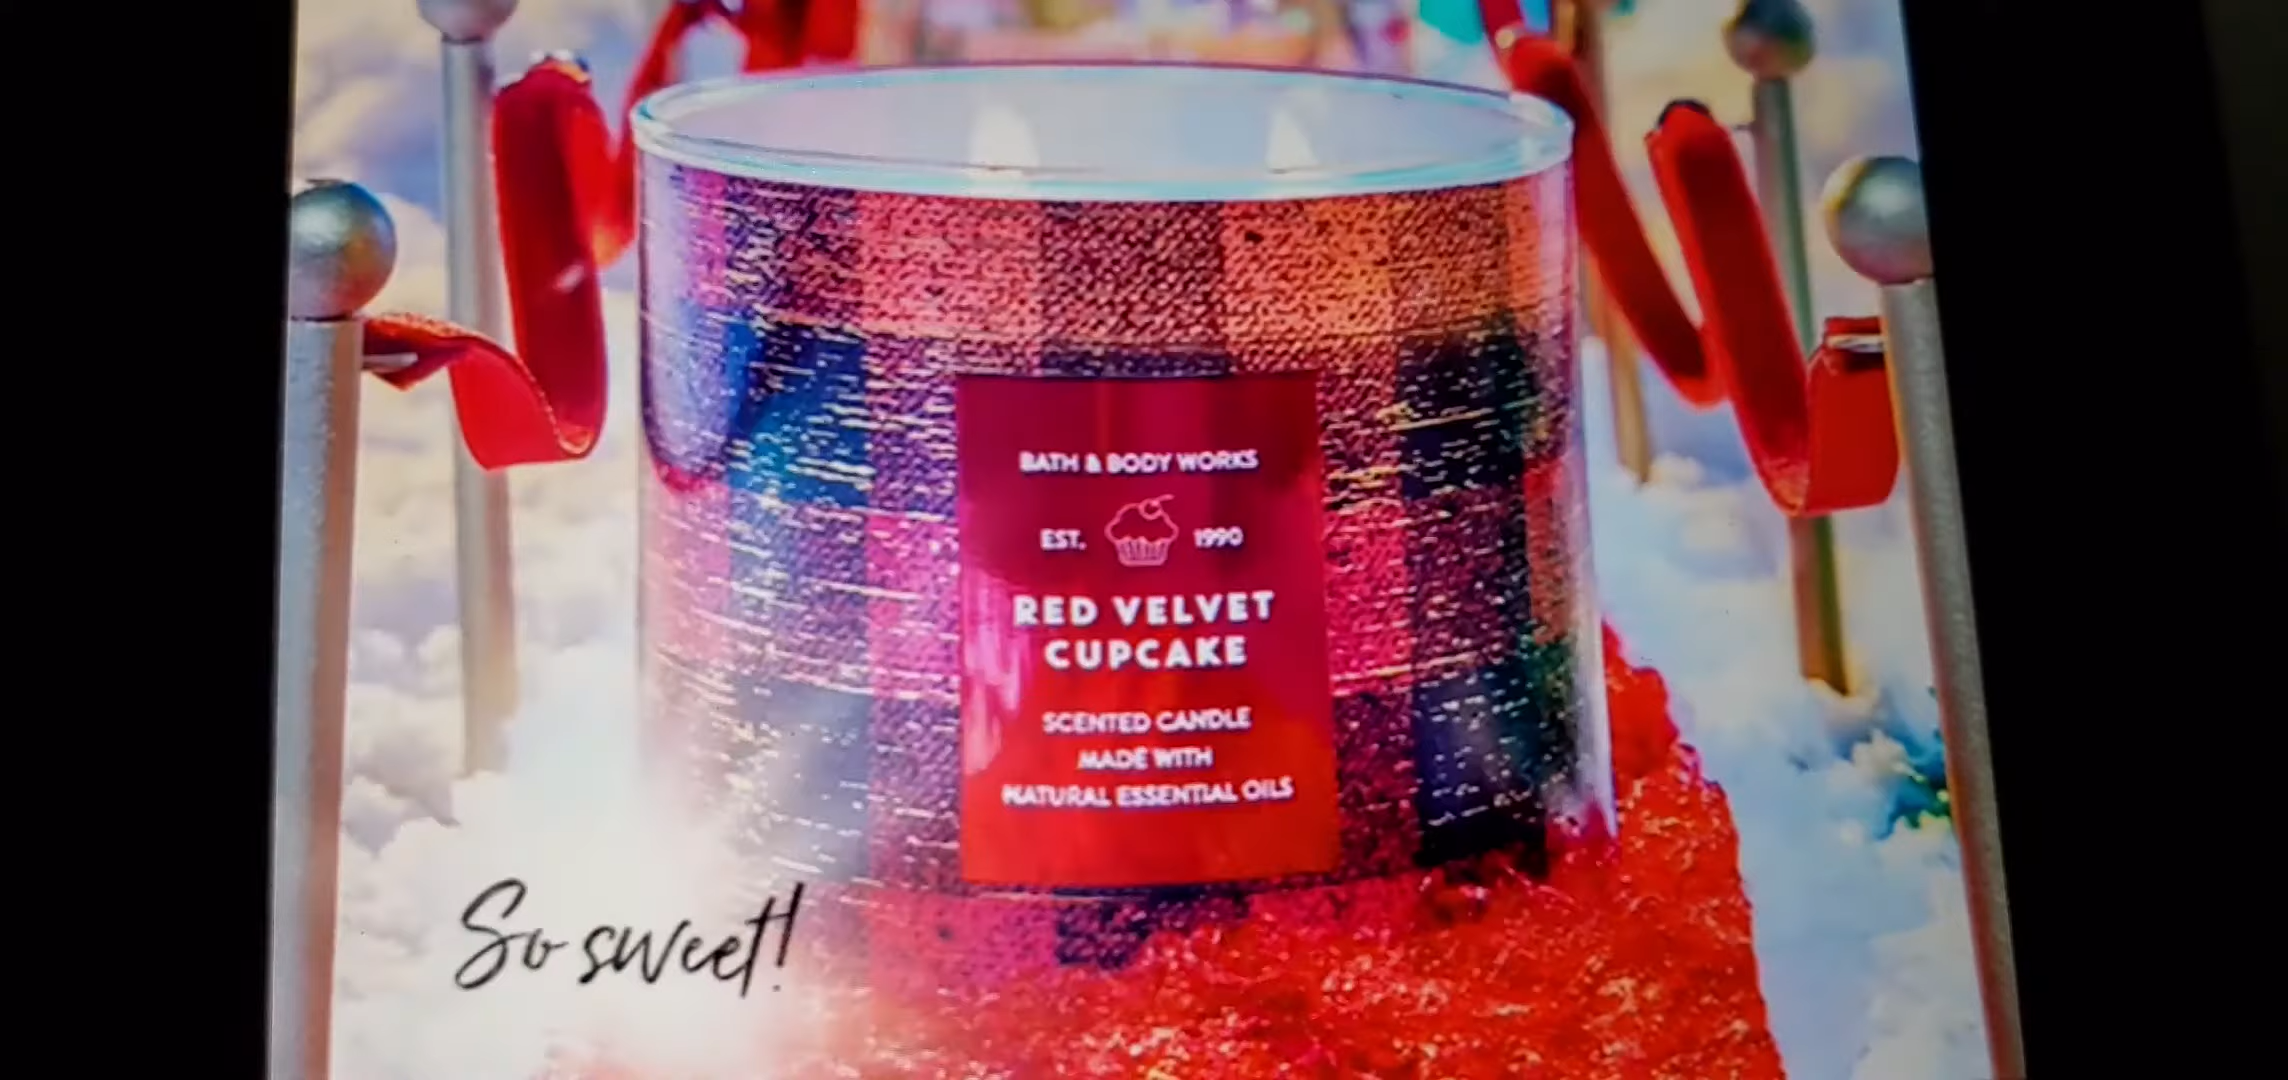 BATH & BODY WORKS
EST. 1990
RED VELVET
CUPCAKE
SCENTED CANDLE
MADE WITH
NATURAL ESSENTIAL OILS
So sweet!